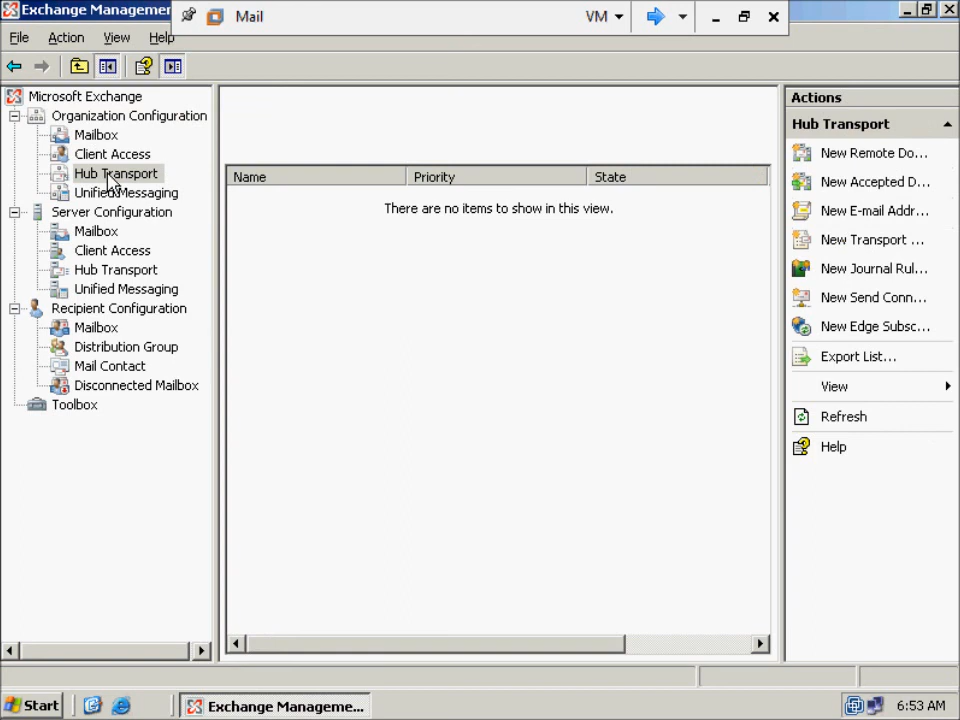 Exchange Managemer
Mail
VM
File Action View Help
Microsoft Exchange
Organization Configuration
Mailbox
Client Access
Hub Transport
Unified Messaging
Server Configuration
Mailbox
Client Access
Hub Transport
Unified Messaging
Recipient Configuration
Mailbox
Distribution Group
Mail Contact
Disconnected Mailbox
Toolbox
Name Priority State
There are no items to show in this view.
Actions
Hub Transport
New Remote Do...
New Accepted D...
New E-mail Addr...
New Transport ...
New Journal Rul...
New Send Conn...
New Edge Subsc...
Export List...
View
Refresh
Help
Start
Exchange Manageme...
6:53 AM